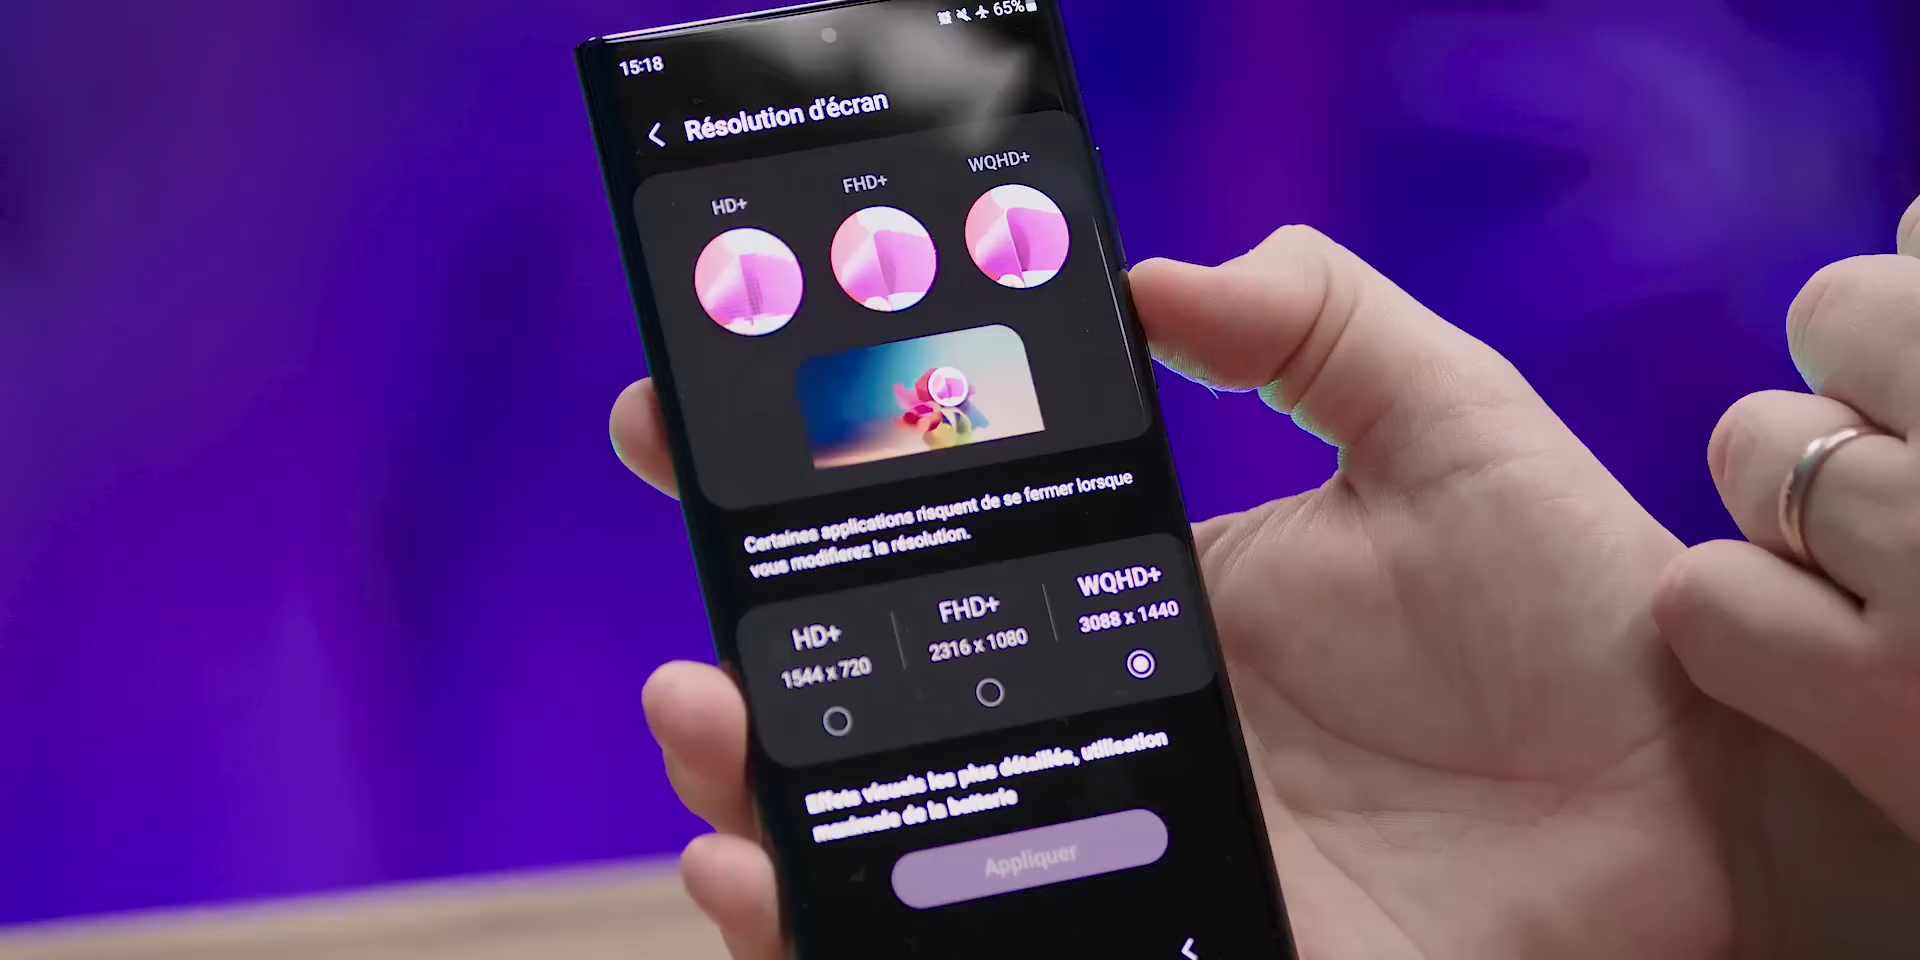 65%
15:18
Résolution d'écran
HD+ FHD+ WQHD+
Certaines applications risquent de se fermer lorsque
vous modifierez la résolution.
HD+ FHD+ WQHD+
1544 x 720 2316 x 1080 3088 x 1440
Effets visuels les plus détaillés, utilisation
maximale de la batterie
Appliquer